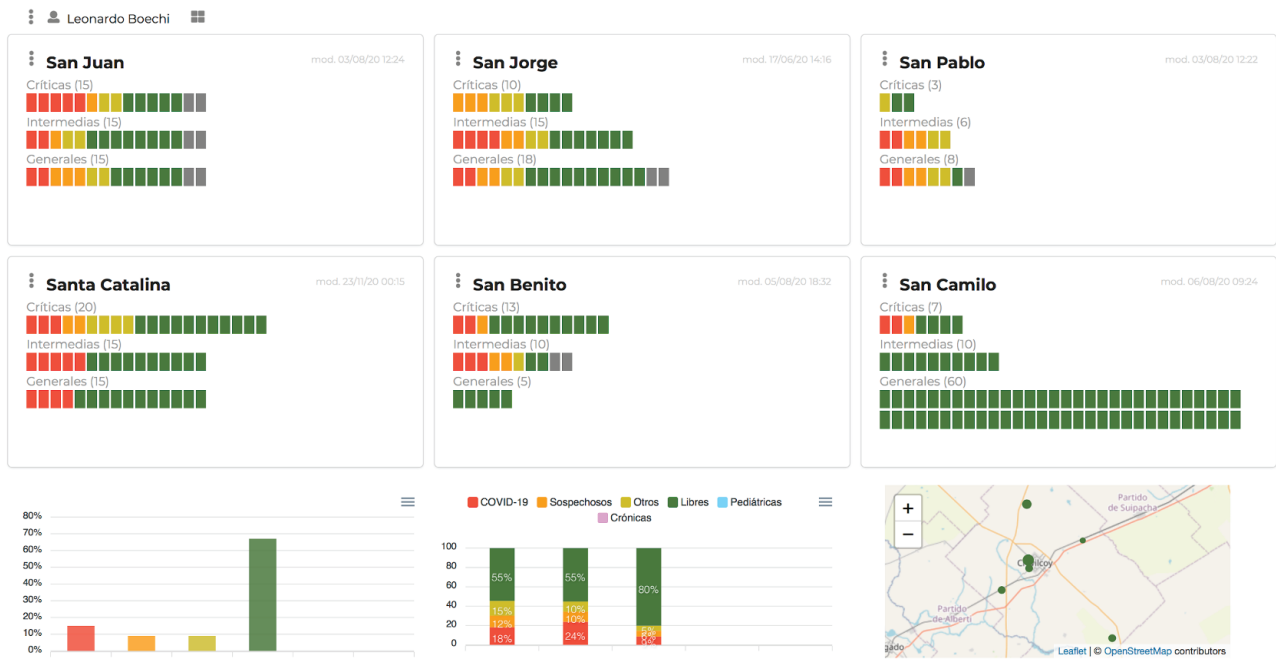 Leonardo Boechi
San Juan
mod. 03/08/20 12:24
Críticas (15)
Intermedias (15)
Generales (15)
San Jorge
mod. 17/06/20 14:16
Críticas (10)
Intermedias (15)
Generales (18)
San Pablo
mod. 03/08/20 12:22
Críticas (3)
Intermedias (6)
Generales (8)
Santa Catalina
mod. 23/11/20 00:15
Críticas (20)
Intermedias (15)
Generales (15)
San Benito
mod. 05/08/20 18:32
Críticas (13)
Intermedias (10)
Generales (5)
San Camilo
mod. 06/08/20 09:24
Críticas (7)
Intermedias (10)
Generales (60)
80%
70%
60%
50%
40%
30%
20%
10%
0%
COVID-19 Sospechosos Otros Libres Pediátricas
Crónicas
100
80
60
40
20
0
55%
15%
12%
18%
55%
10%
10%
24%
80%
5%
+
−
Partido
de Suipacha
Partido
de Alberti
gado
Leaflet | © OpenStreetMap contributors